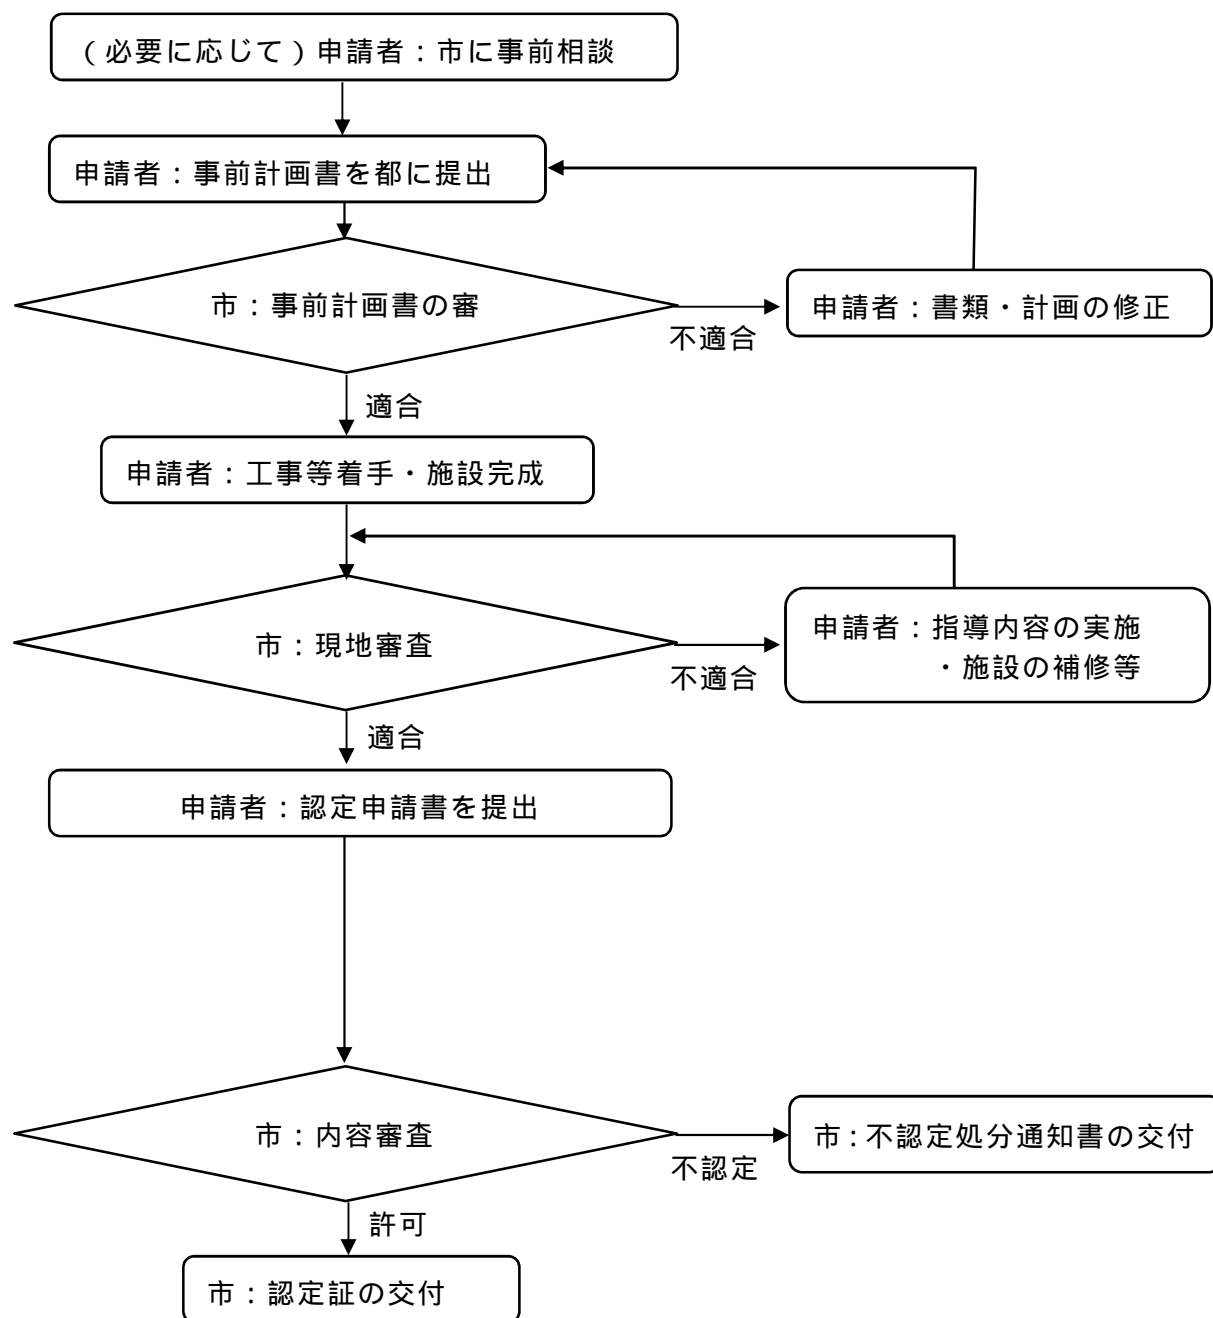 （必要に応じて）申請者：市に事前相談
申請者：事前計画書を都に提出
市：事前計画書の審
不適合
申請者：書類・計画の修正
適合
申請者：工事等着手・施設完成
市：現地審査
不適合
申請者：指導内容の実施
・施設の補修等
適合
申請者：認定申請書を提出
市：内容審査
不認定
市：不認定処分通知書の交付
許可
市：認定証の交付